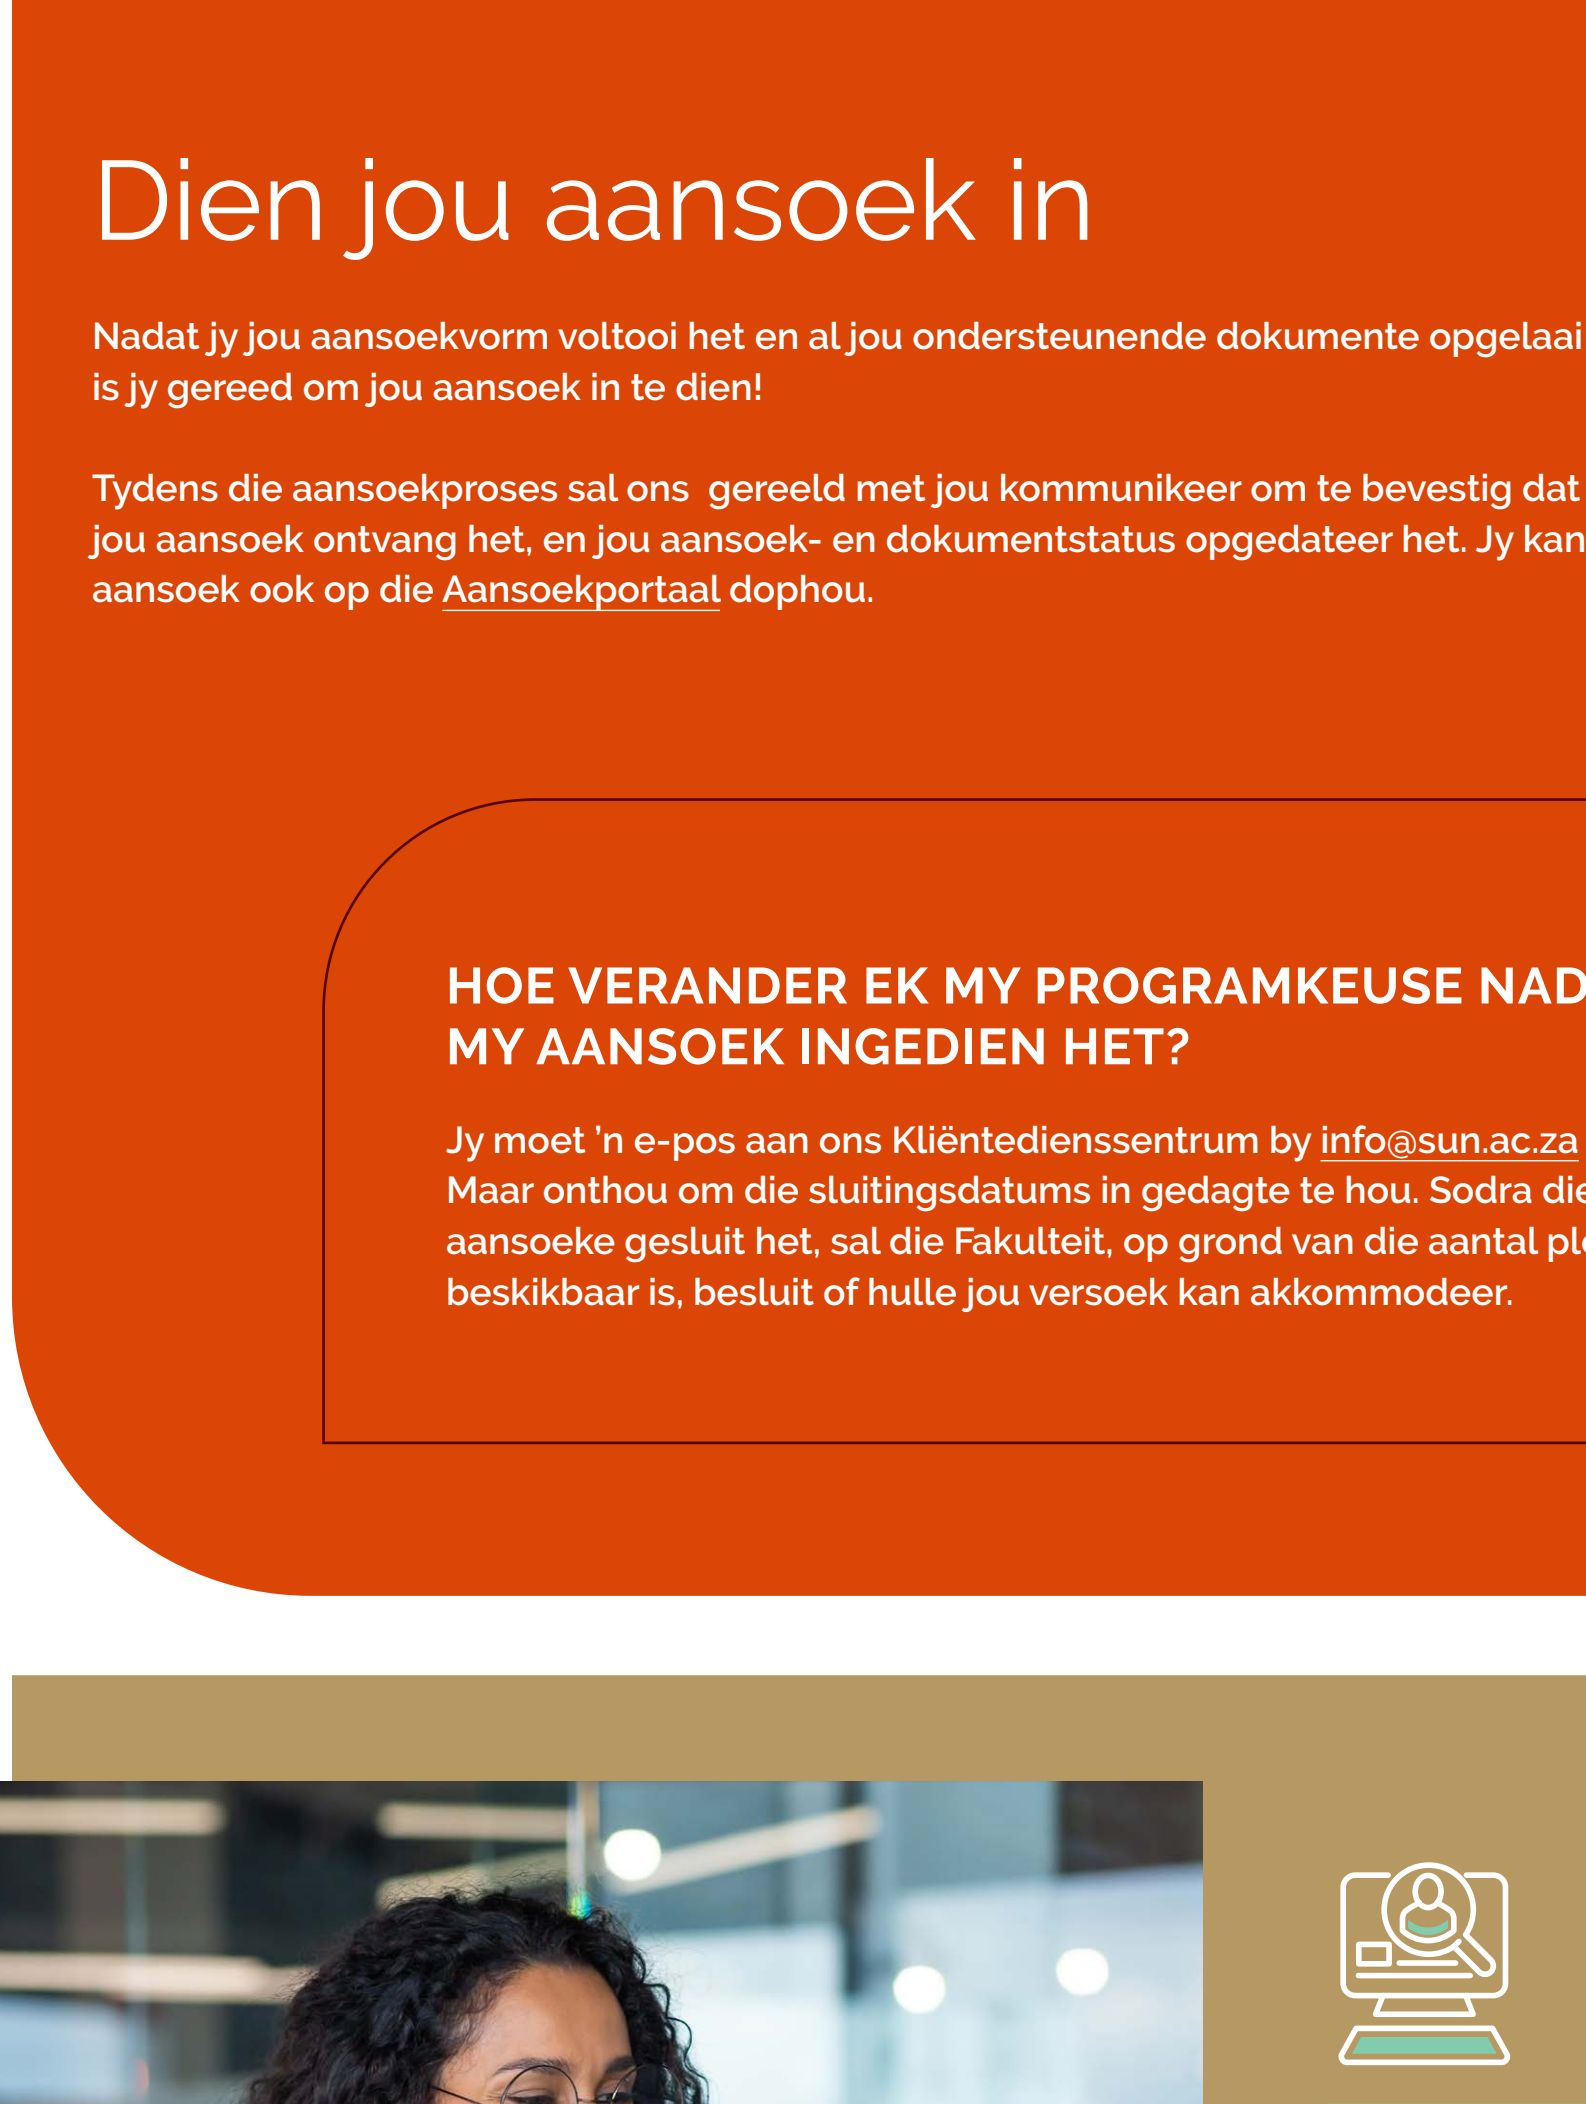 Dien jou aansoek in
Nadat jy jou aansoekvorm voltooi het en al jou ondersteunende dokumente opgelaai
is jy gereed om jou aansoek in te dien!
Tydens die aansoekproses sal ons gereeld met jou kommunikeer om te bevestig dat
jou aansoek ontvang het, en jou aansoek- en dokumentstatus opgedateer het. Jy kan
aansoek ook op die Aansoekportaal dophou.
HOE VERANDER EK MY PROGRAMKEUSE NAD
MY AANSOEK INGEDIEN HET?
Jy moet ’n e-pos aan ons Kliëntedienssentrum by info@sun.ac.za
Maar onthou om die sluitingsdatums in gedagte te hou. Sodra die
aansoeke gesluit het, sal die Fakulteit, op grond van die aantal
beskikbaar is, besluit of hulle jou versoek kan akkommodeer.